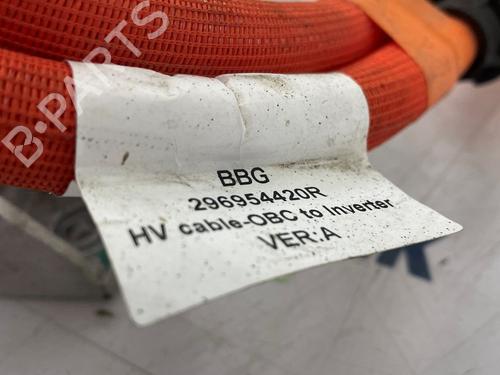 B-PARTS
BBG
296954420R
HV cable-OBC to Inverter
VER:A